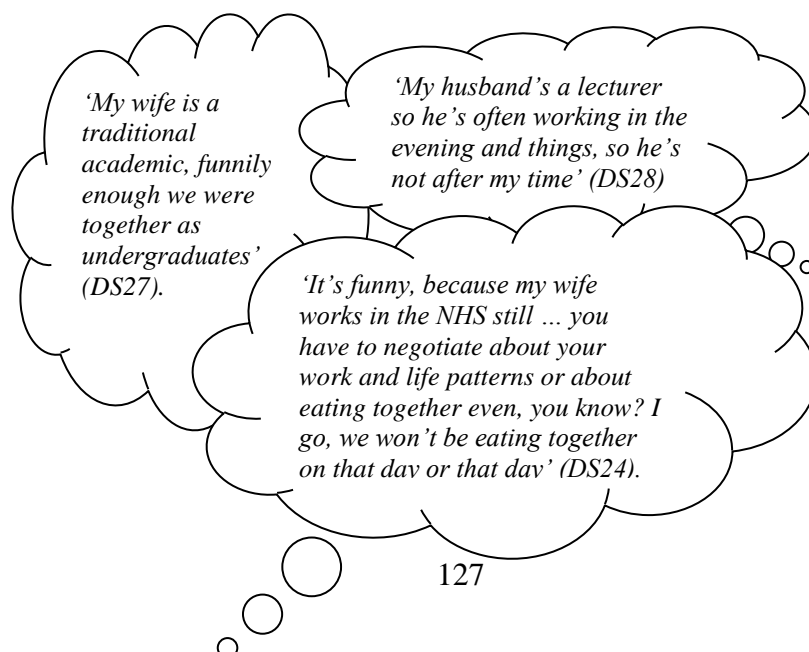 ‘My wife is a
traditional
academic, funnily
enough we were
together as
undergraduates’
(DS27).
‘My husband’s a lecturer
so he’s often working in the
evening and things, so he’s
not after my time’ (DS28)
‘It’s funny, because my wife
works in the NHS still … you
have to negotiate about your
work and life patterns or about
eating together even, you know? I
go, we won’t be eating together
on that day or that day’ (DS24).
127